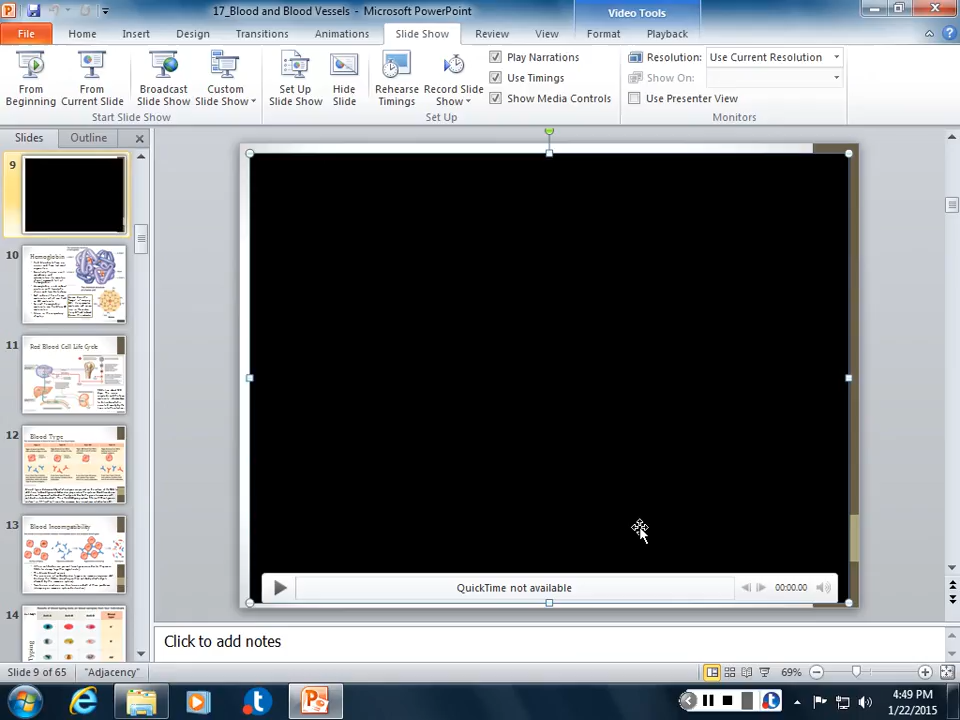 17_Blood and Blood Vessels - Microsoft PowerPoint
Video Tools
File Home Insert Design Transitions Animations Slide Show Review View Format Playback
From Beginning
From Current Slide
Broadcast Slide Show
Custom Slide Show
Set Up Slide Show
Hide Slide
Rehearse Timings
Record Slide Show
Play Narrations
Use Timings
Show Media Controls
Resolution: Use Current Resolution
Show On:
Use Presenter View
Start Slide Show
Set Up
Monitors
Slides Outline
9
10
Hemoglobin
11
Red Blood Cell Life Cycle
12
Blood Type
13
Blood Incompatibility
14
QuickTime not available
00:00.00
Click to add notes
Slide 9 of 65
"Adjacency"
69%
4:49 PM
1/22/2015